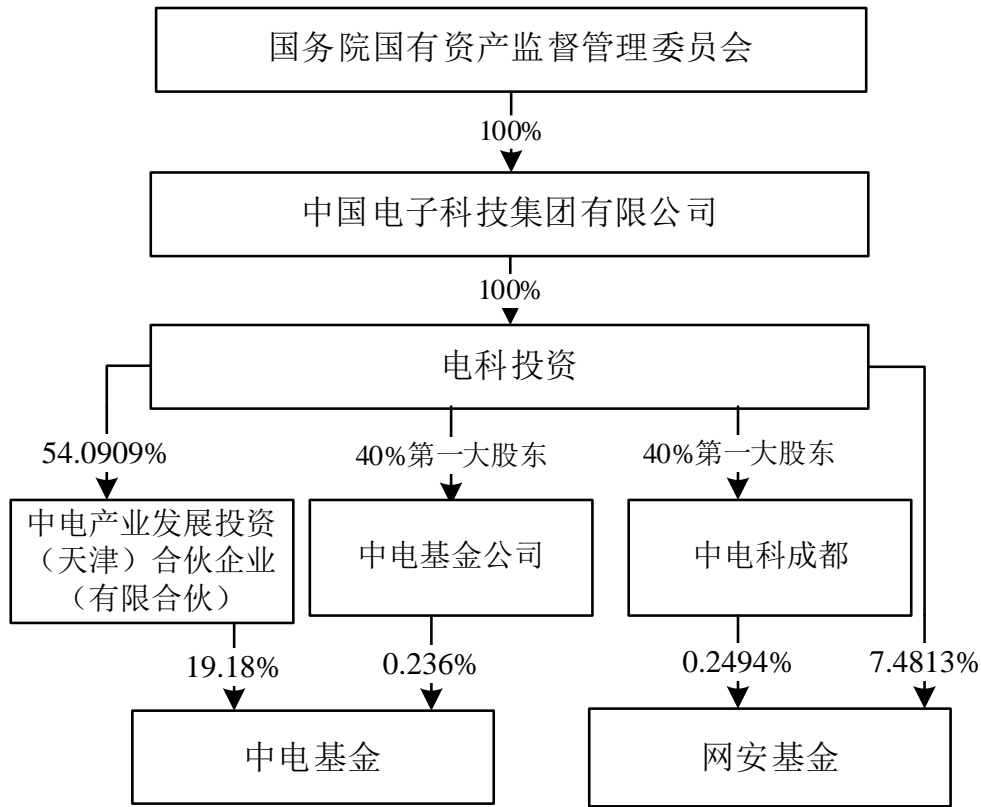 国务院国有资产监督管理委员会
100%
中国电子科技集团有限公司
100%
电科投资
54.0909%
40%第一大股东
40%第一大股东
中电产业发展投资
（天津）合伙企业
（有限合伙）
中电基金公司
中电科成都
19.18%
0.236%
0.2494%
7.4813%
中电基金
网安基金